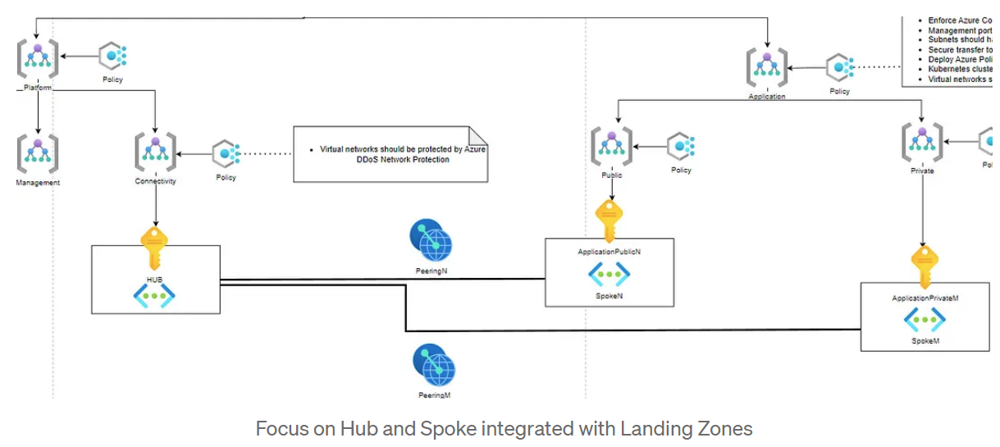 Enforce Azure Co
Management port
Subnets should ha
Secure transfer to
Deploy Azure Poli
Kubernetes cluste
Virtual networks s
Platform
Policy
Application
Policy
Management
Connectivity
Policy
Virtual networks should be protected by Azure
DDoS Network Protection
Public
Policy
Private
HUB
PeeringN
ApplicationPublicN
SpokeN
ApplicationPrivateM
SpokeM
PeeringM
Focus on Hub and Spoke integrated with Landing Zones